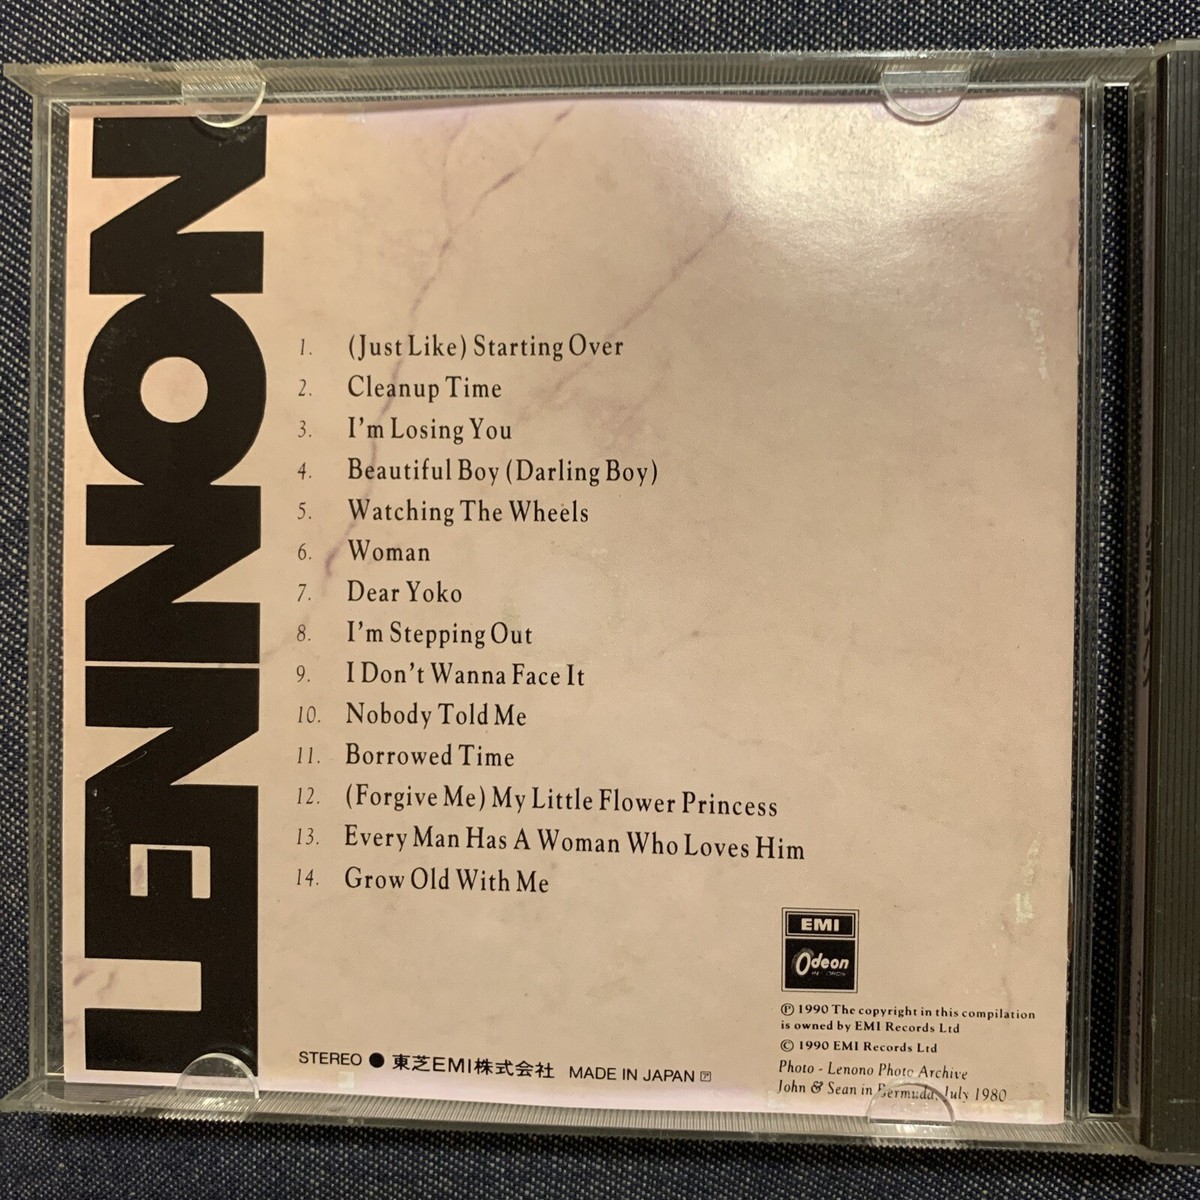 LENNON
1. (Just Like) Starting Over
2. Cleanup Time
3. I'm Losing You
4. Beautiful Boy (Darling Boy)
5. Watching The Wheels
6. Woman
7. Dear Yoko
8. I'm Stepping Out
9. I Don't Wanna Face It
10. Nobody Told Me
11. Borrowed Time
12. (Forgive Me) My Little Flower Princess
13. Every Man Has A Woman Who Loves Him
14. Grow Old With Me
EMI
Odeon
RECORDS
℗ 1990 The copyright in this compilation
is owned by EMI Records Ltd
© 1990 EMI Records Ltd
Photo - Lenono Photo Archive
John & Sean in Bermuda, July 1980
STEREO ● 東芝EMI株式会社 MADE IN JAPAN ア